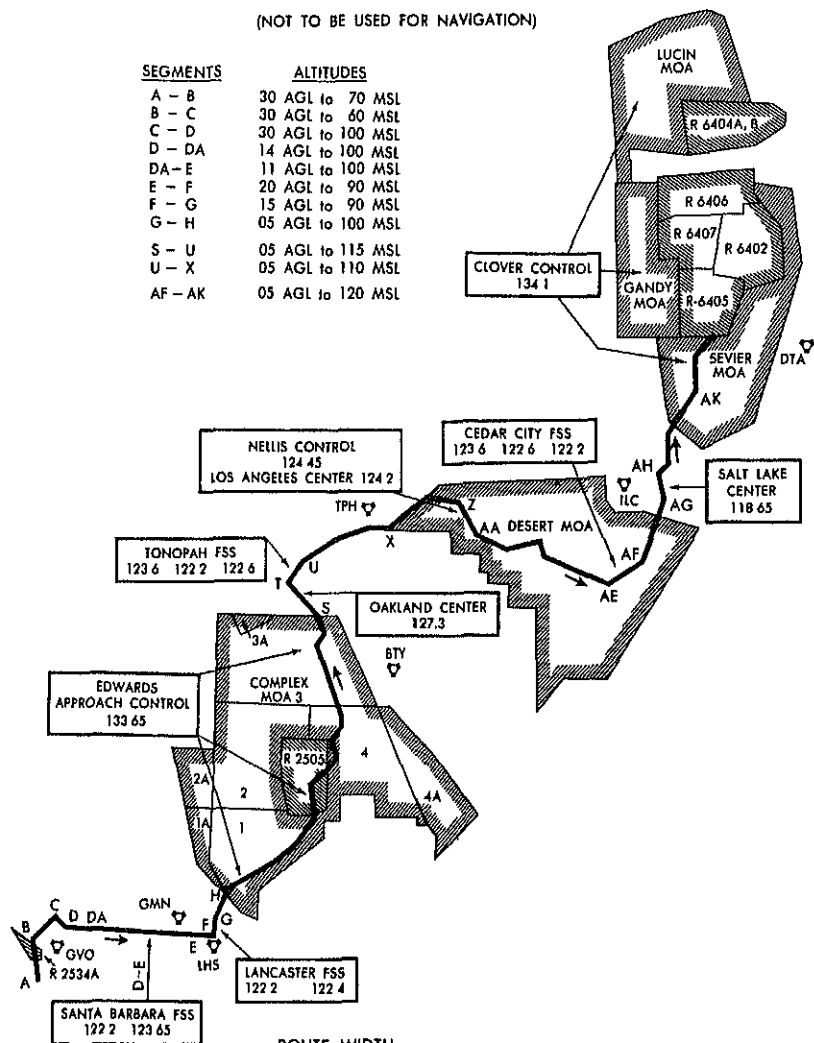 (NOT TO BE USED FOR NAVIGATION)
SEGMENTS ALTITUDES
A – B 30 AGL to 70 MSL
B – C 30 AGL to 60 MSL
C – D 30 AGL to 100 MSL
D – DA 14 AGL to 100 MSL
DA – E 11 AGL to 100 MSL
E – F 20 AGL to 90 MSL
F – G 15 AGL to 90 MSL
G – H 05 AGL to 100 MSL
S – U 05 AGL to 115 MSL
U – X 05 AGL to 110 MSL
AF – AK 05 AGL to 120 MSL
LUCIN
MOA
R 6404A, B
R 6406
R 6407
R 6402
CLOVER CONTROL
134 1
GANDY
MOA
R-6405
SEVIER
MOA
DTA
AK
NELLIS CONTROL
124 45
LOS ANGELES CENTER 124 2
CEDAR CITY FSS
123 6 122 6 122 2
AH
ILC
AG
SALT LAKE
CENTER
118 65
TPH
Z
X
AA
DESERT MOA
AF
AE
TONOPAH FSS
123 6 122 2 122 6
U
T
S
OAKLAND CENTER
127.3
3A
BTY
EDWARDS
APPROACH CONTROL
133 65
COMPLEX
MOA 3
R 2505
4
2A
2
4A
1A
1
H
GMN
C
D DA
F
G
B
E
GVO
LHS
R 2534A
A
D–E
LANCASTER FSS
122 2 122 4
SANTA BARBARA FSS
122 2 123 65
ROUTE WIDTH